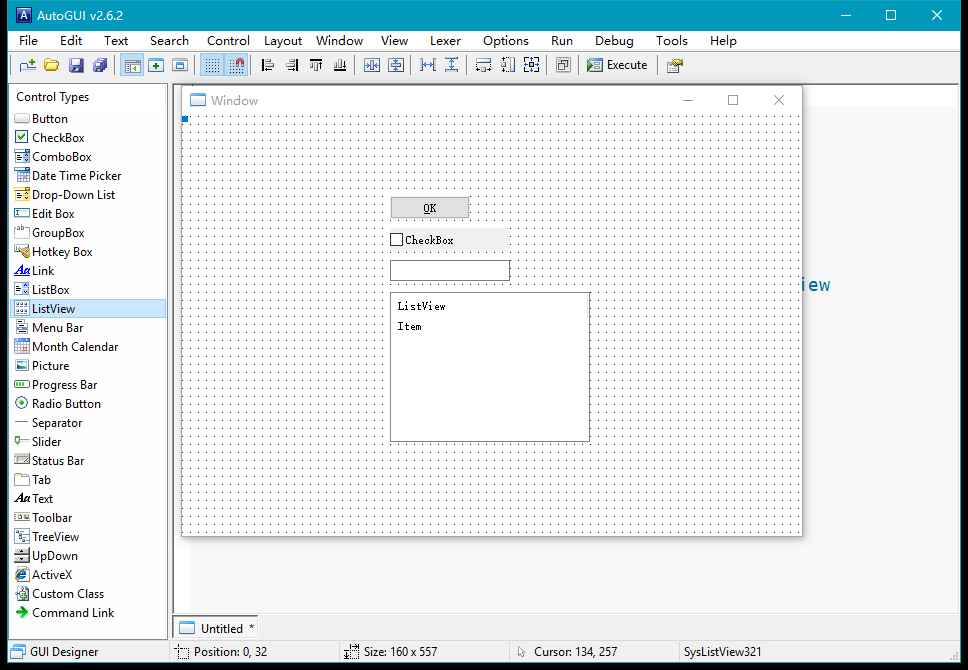 AutoGUI v2.6.2
File Edit Text Search Control Layout Window View Lexer Options Run Debug Tools Help
Execute
Control Types
Button
CheckBox
ComboBox
Date Time Picker
Drop-Down List
Edit Box
GroupBox
Hotkey Box
Link
ListBox
ListView
Menu Bar
Month Calendar
Picture
Progress Bar
Radio Button
Separator
Slider
Status Bar
Tab
Text
Toolbar
TreeView
UpDown
ActiveX
Custom Class
Command Link
Window
OK
CheckBox
ListView
Item
iew
Untitled *
GUI Designer Position: 0, 32 Size: 160 x 557 Cursor: 134, 257 SysListView321